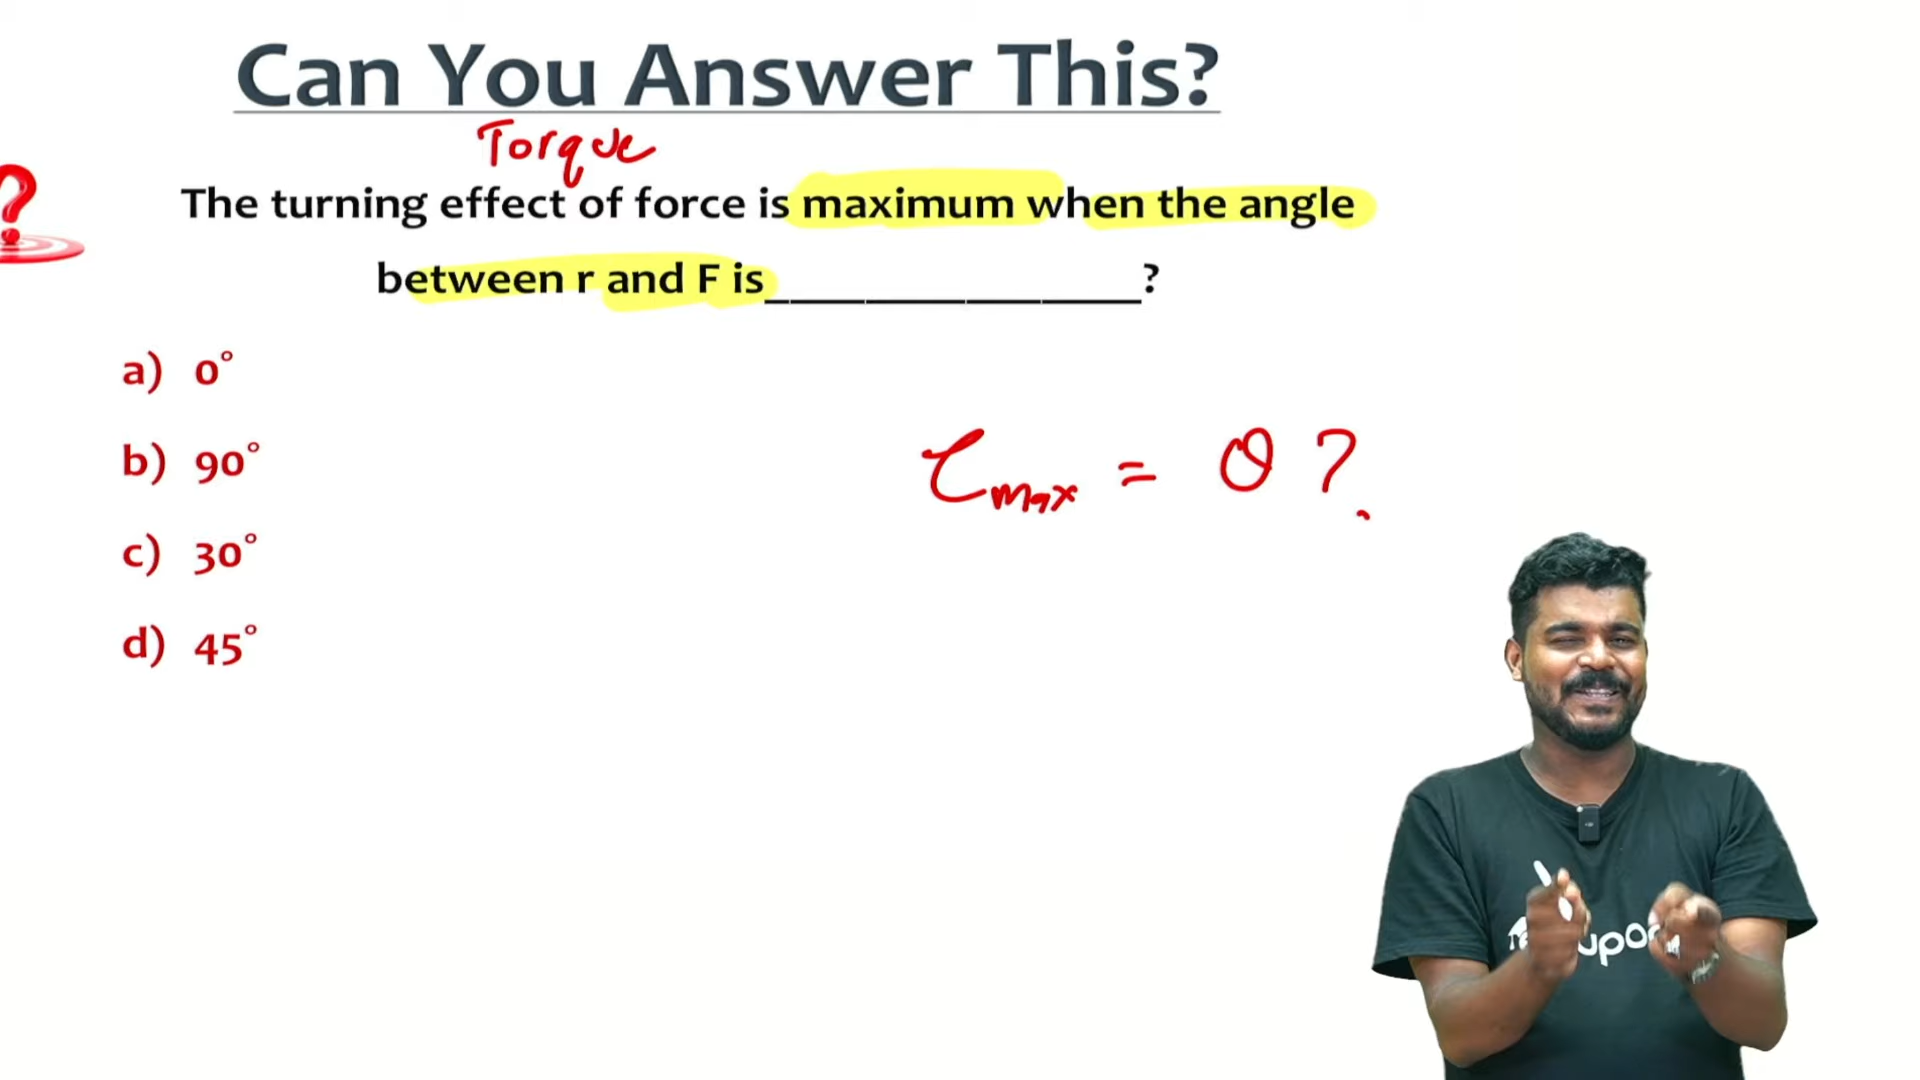 Can You Answer This?
Torque
?
The turning effect of force is maximum when the angle
between r and F is_______________?
a) 0°
b) 90°
c) 30°
d) 45°
τmax = θ ?